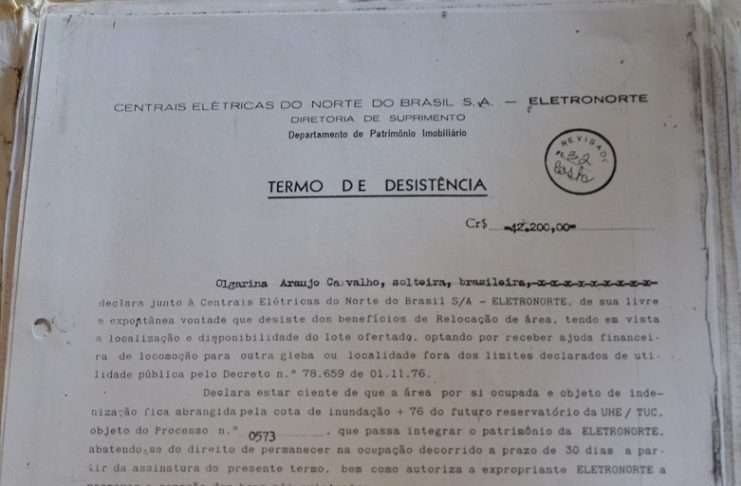 CENTRAIS ELÉTRICAS DO NORTE DO BRASIL S.A. — ELETRONORTE
DIRETORIA DE SUPRIMENTO
Departamento de Patrimônio Imobiliário
REVISADO
TERMO DE DESISTÊNCIA
Cr$ -42.200,00-
Olgarina Araujo Carvalho, solteira, brasileira,-x-x-x-x-x-x-x-x-
declara junto à Centrais Elétricas do Norte do Brasil S/A - ELETRONORTE, de sua livre
e expontânea vontade que desiste dos benefícios de Relocação de área, tendo em vista
a localização e disponibilidade do lote ofertado, optando por receber ajuda financei-
ra de locomoção para outra gleba ou localidade fora dos limites declarados de uti-
lidade pública pelo Decreto n.º 78.659 de 01.11.76.
Declara estar ciente de que a área por si ocupada e objeto de inde-
nização fica abrangida pela cota de inundação + 76 do futuro reservatório da UHE/TUC,
objeto do Processo n.º 0573, que passa integrar o patrimônio da ELETRONORTE,
abstendo-se do direito de permanecer na ocupação decorrido a prazo de 30 dias a par-
tir da assinatura do presente termo, bem como autoriza a expropriante ELETRONORTE a